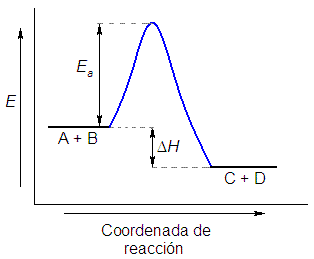 E
Ea
A + B
ΔH
C + D
Coordenada de
reacción